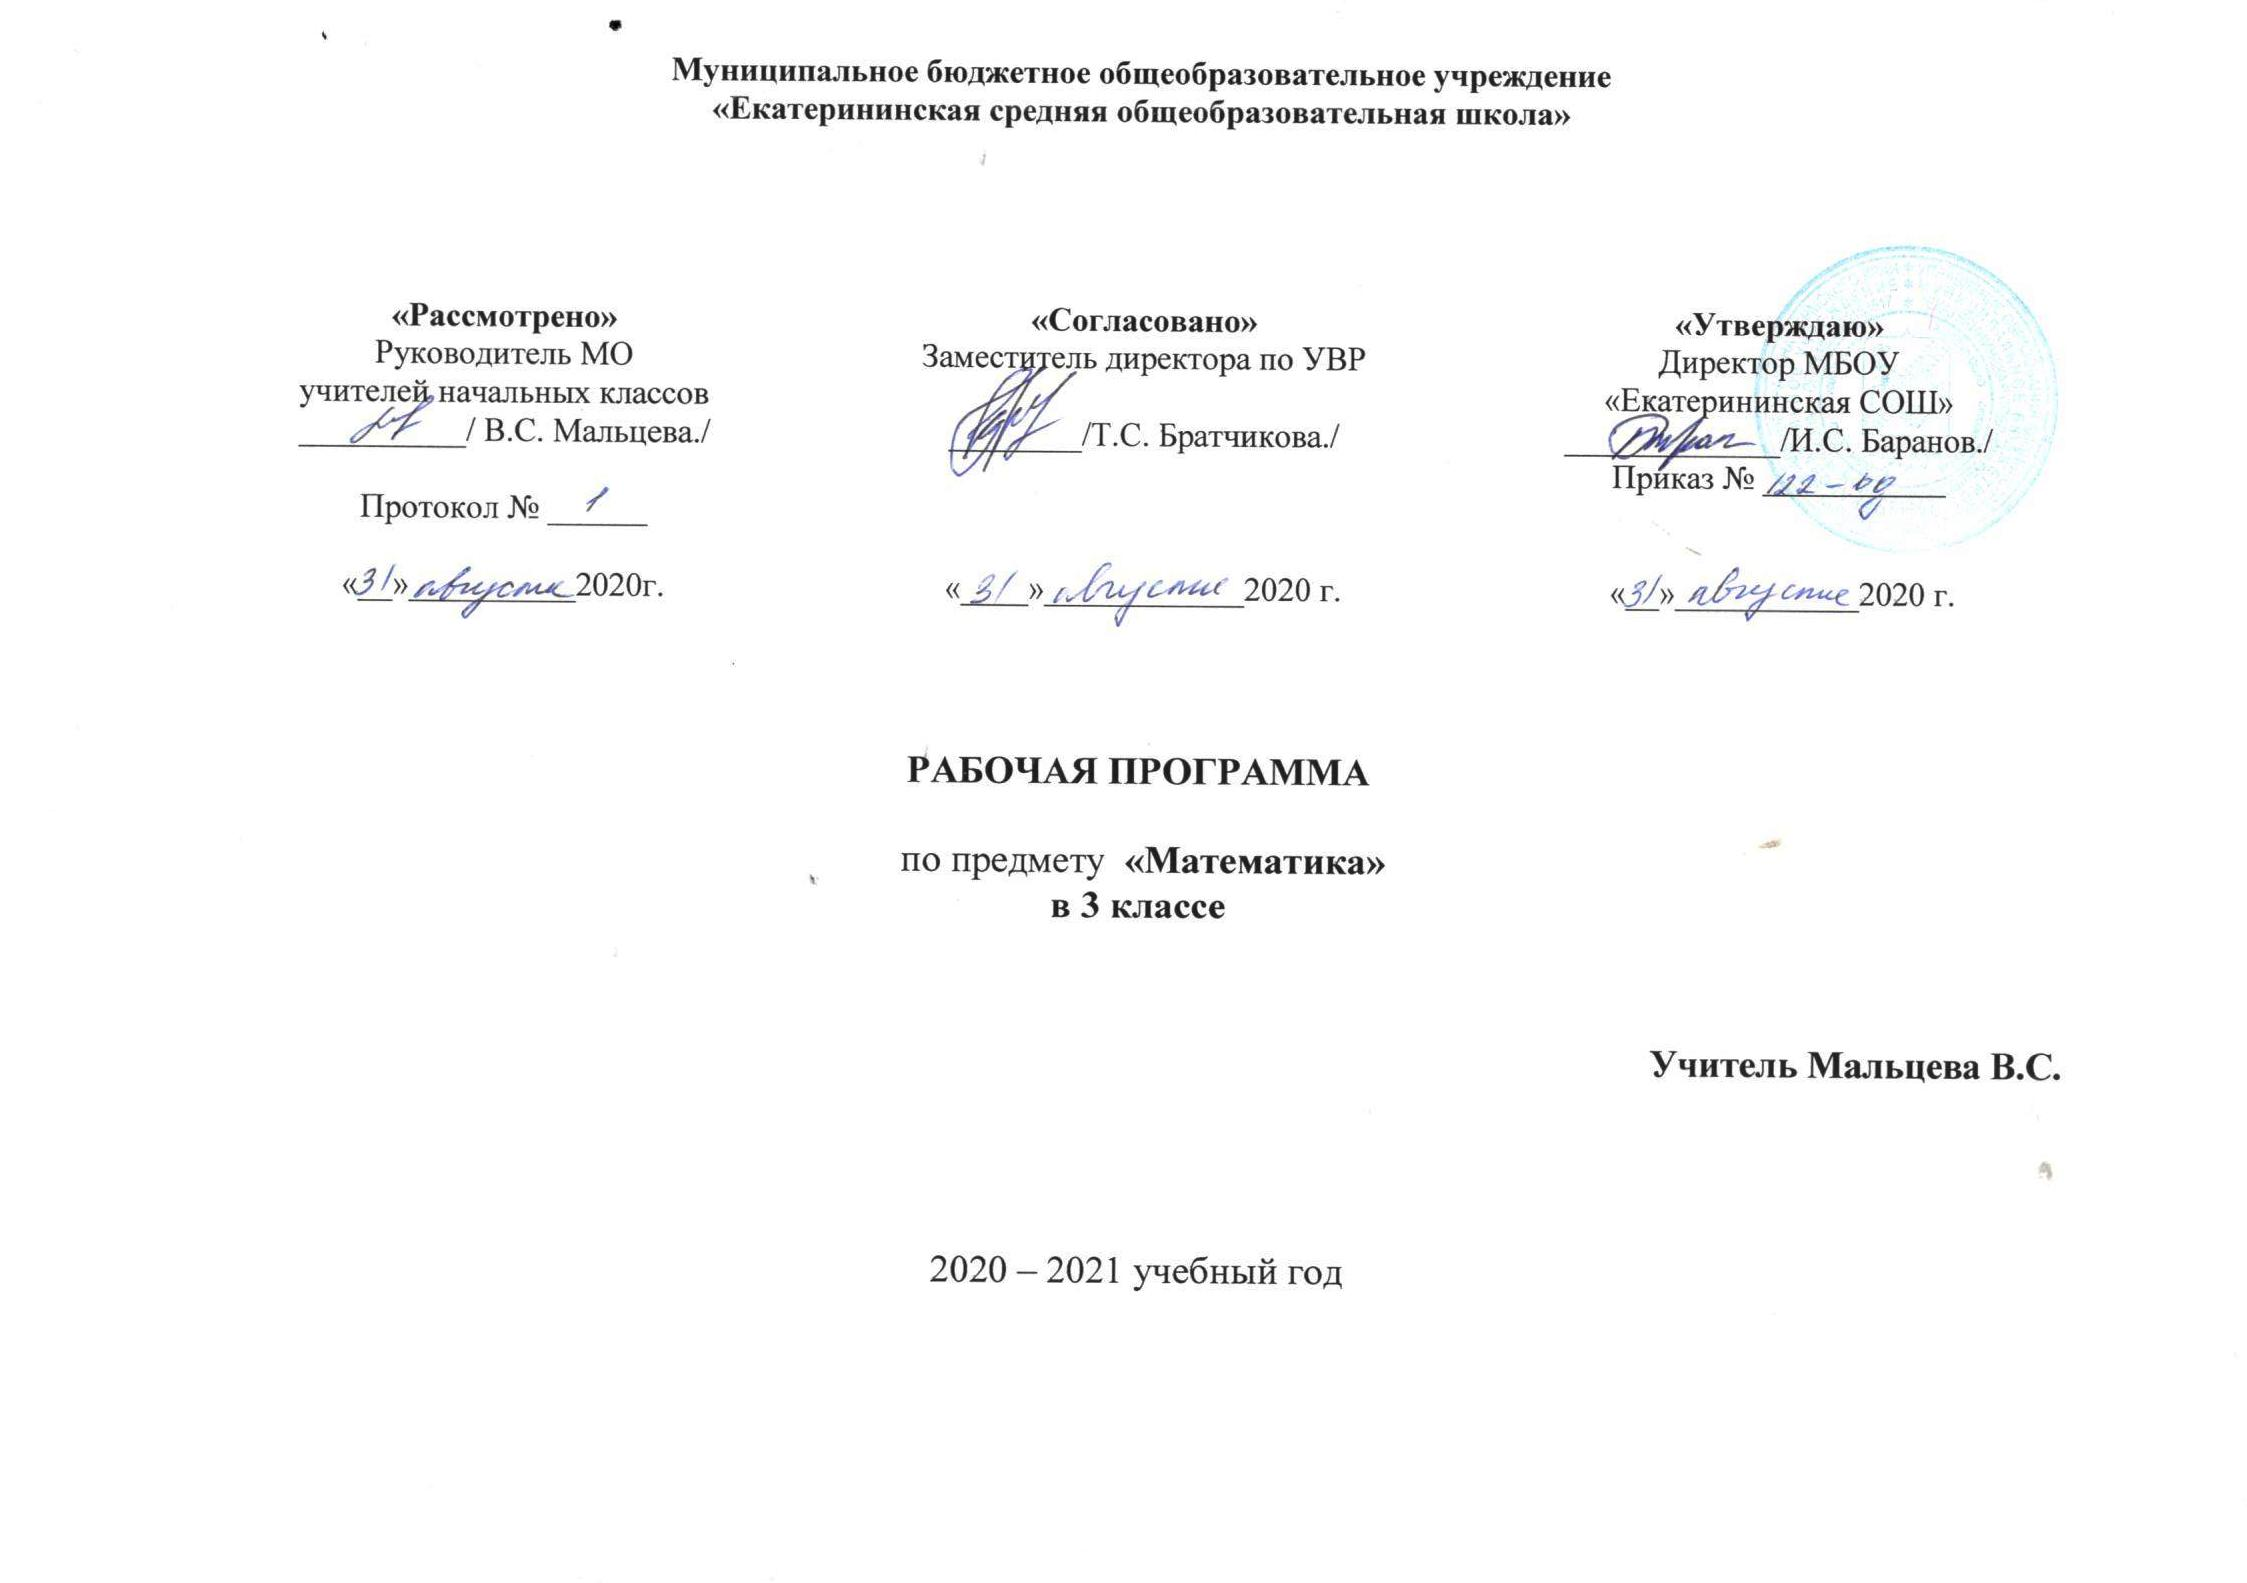 Муниципальное бюджетное общеобразовательное учреждение
«Екатерининская средняя общеобразовательная школа»
«Рассмотрено»
Руководитель МО
учителей начальных классов
/ В.С. Мальцева./
Протокол № 1
«31» августа 2020г.
«Согласовано»
Заместитель директора по УВР
/Т.С. Братчикова./
«31» августа 2020 г.
«Утверждаю»
Директор МБОУ
«Екатерининская СОШ»
/И.С. Баранов./
Приказ № 122-од
«31» августа 2020 г.
РАБОЧАЯ ПРОГРАММА
по предмету «Математика»
в 3 классе
Учитель Мальцева В.С.
2020 – 2021 учебный год